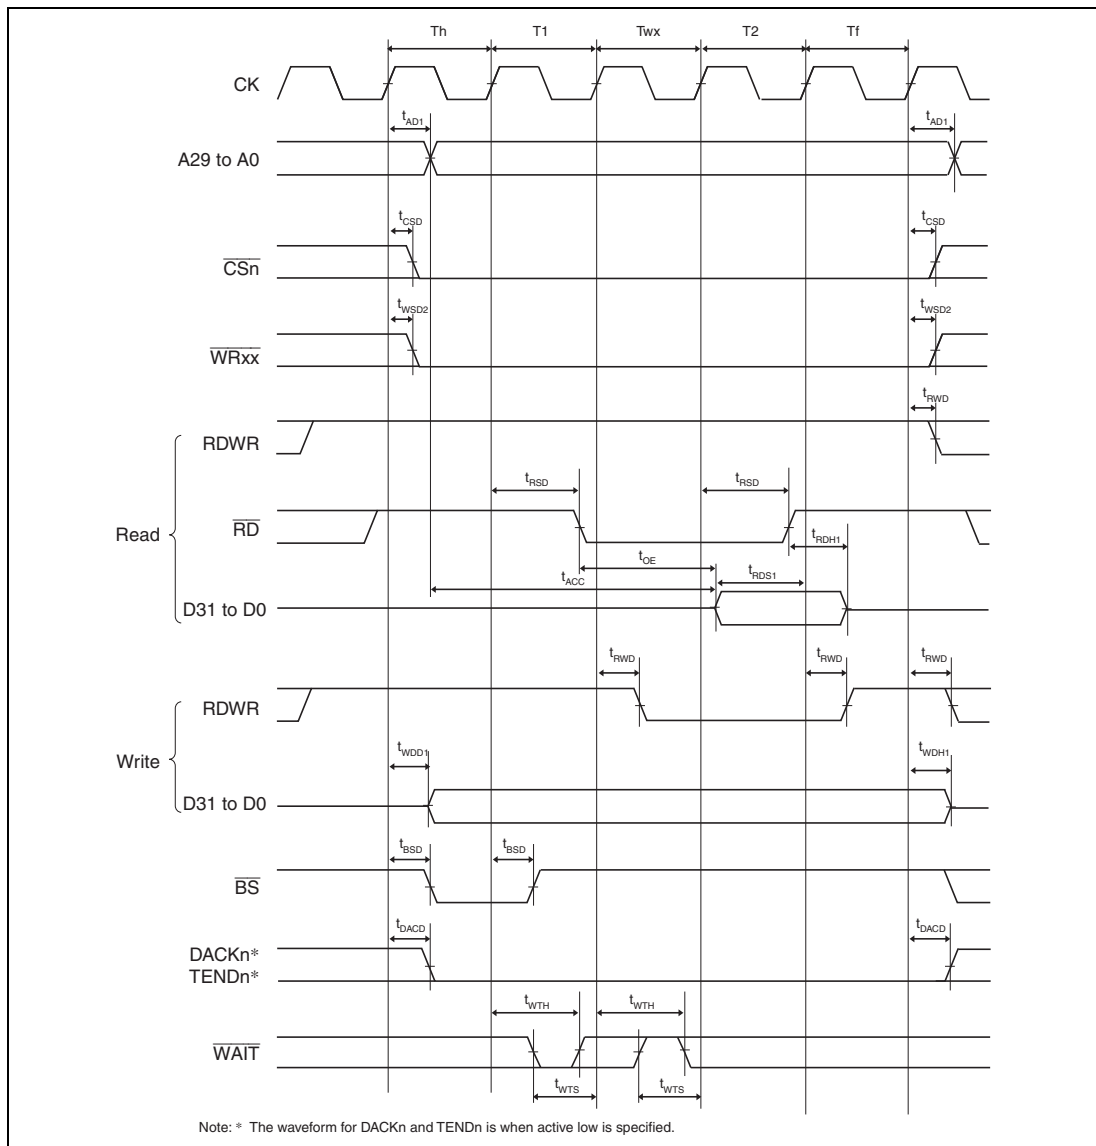 Th T1 Twx T2 Tf
CK
tAD1 tAD1
A29 to A0
tCSD tCSD
CSn
tWSD2 tWSD2
WRxx
tRWD
RDWR
tRSD tRSD
Read RD
tRDH1
tOE
tACC tRDS1
D31 to D0
tRWD tRWD tRWD
RDWR
tWDD1 tWDH1
Write
D31 to D0
tBSD tBSD
BS
tDACD tDACD
DACKn*
TENDn*
tWTH tWTH
WAIT
tWTS tWTS
Note: * The waveform for DACKn and TENDn is when active low is specified.